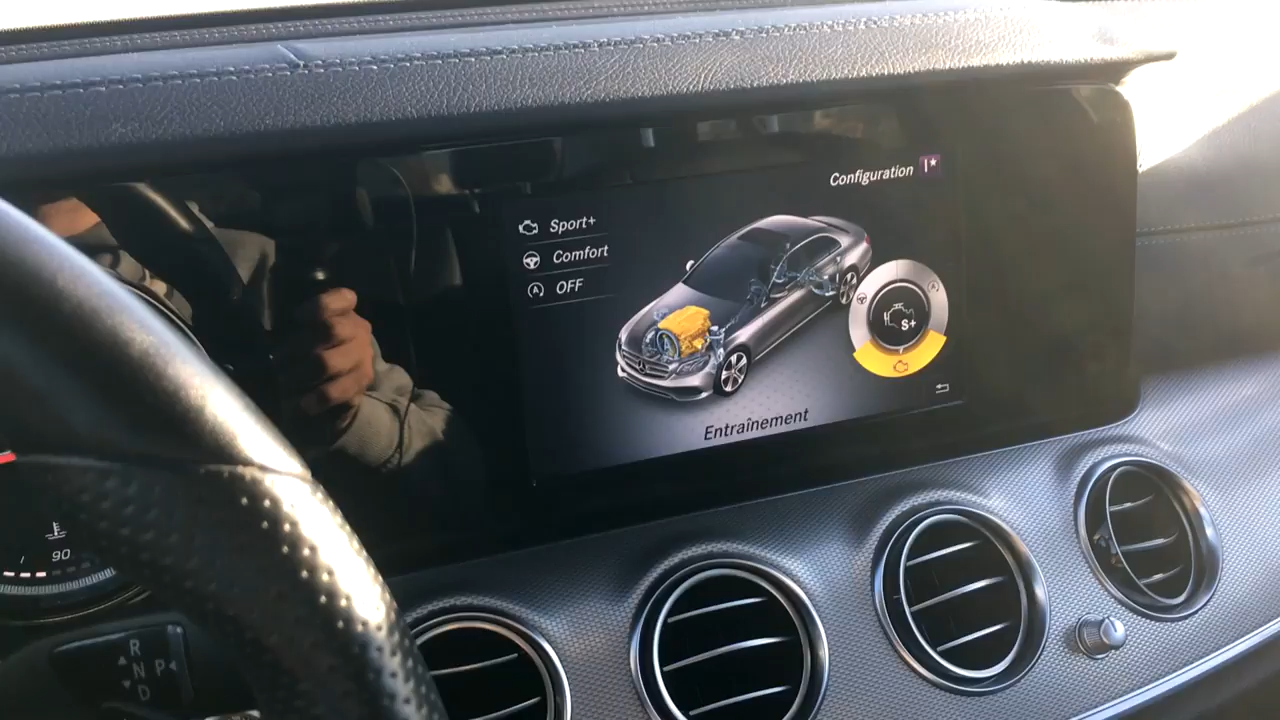 Configuration I*
Sport+
Comfort
OFF
S+
Entraînement
90
R
N P
D